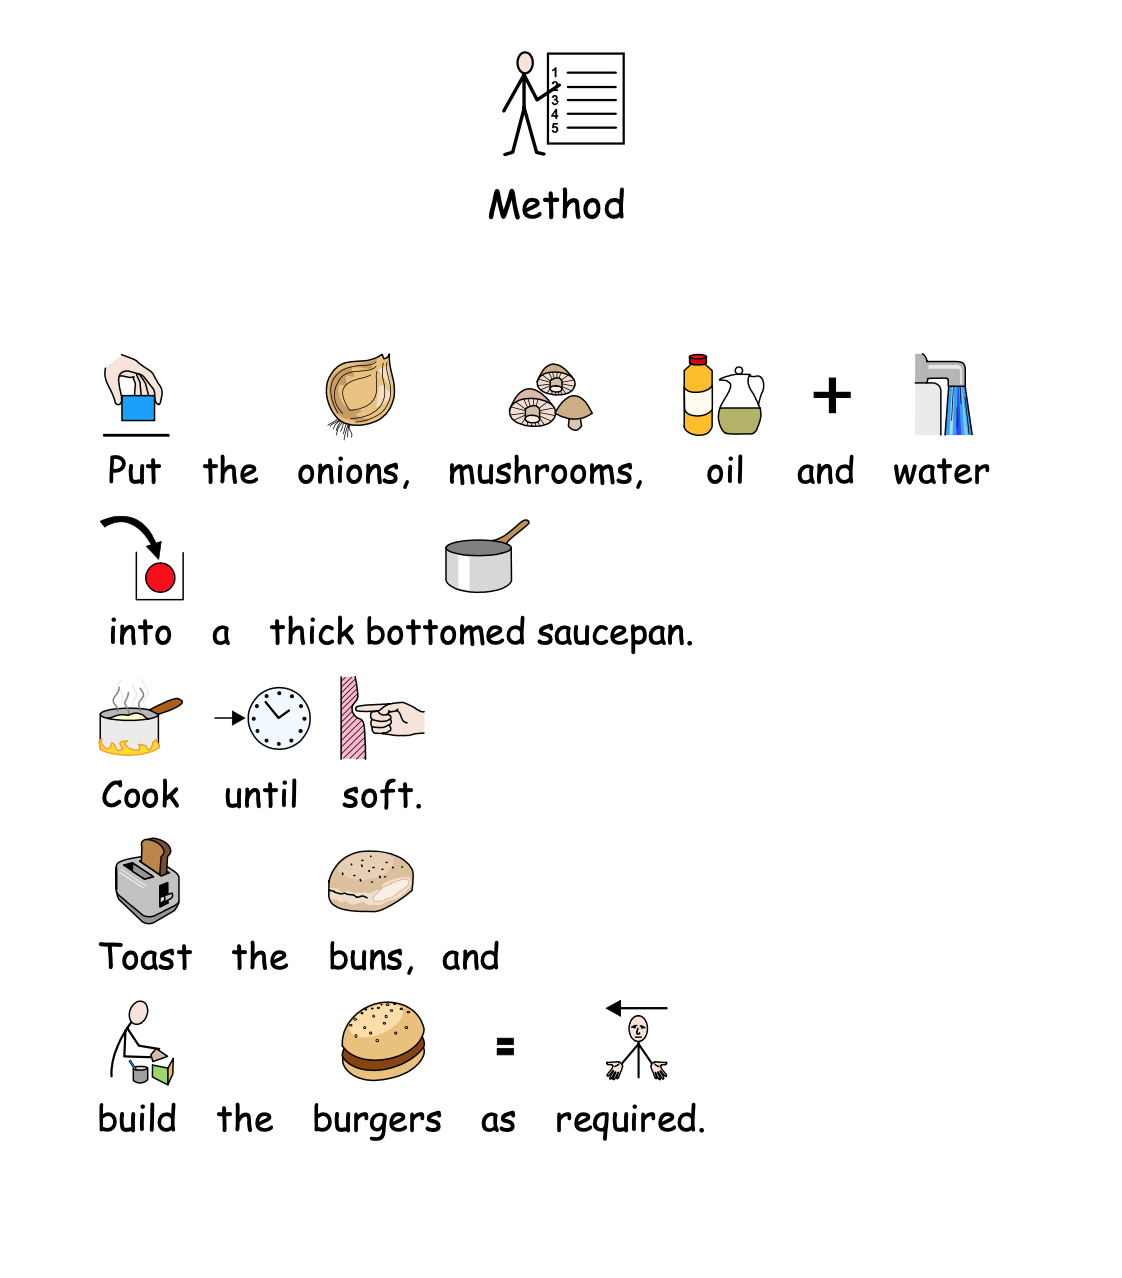 1
2
3
4
5
Method
Put the onions, mushrooms, oil and water
into a thick bottomed saucepan.
Cook until soft.
Toast the buns, and
build the burgers as required.